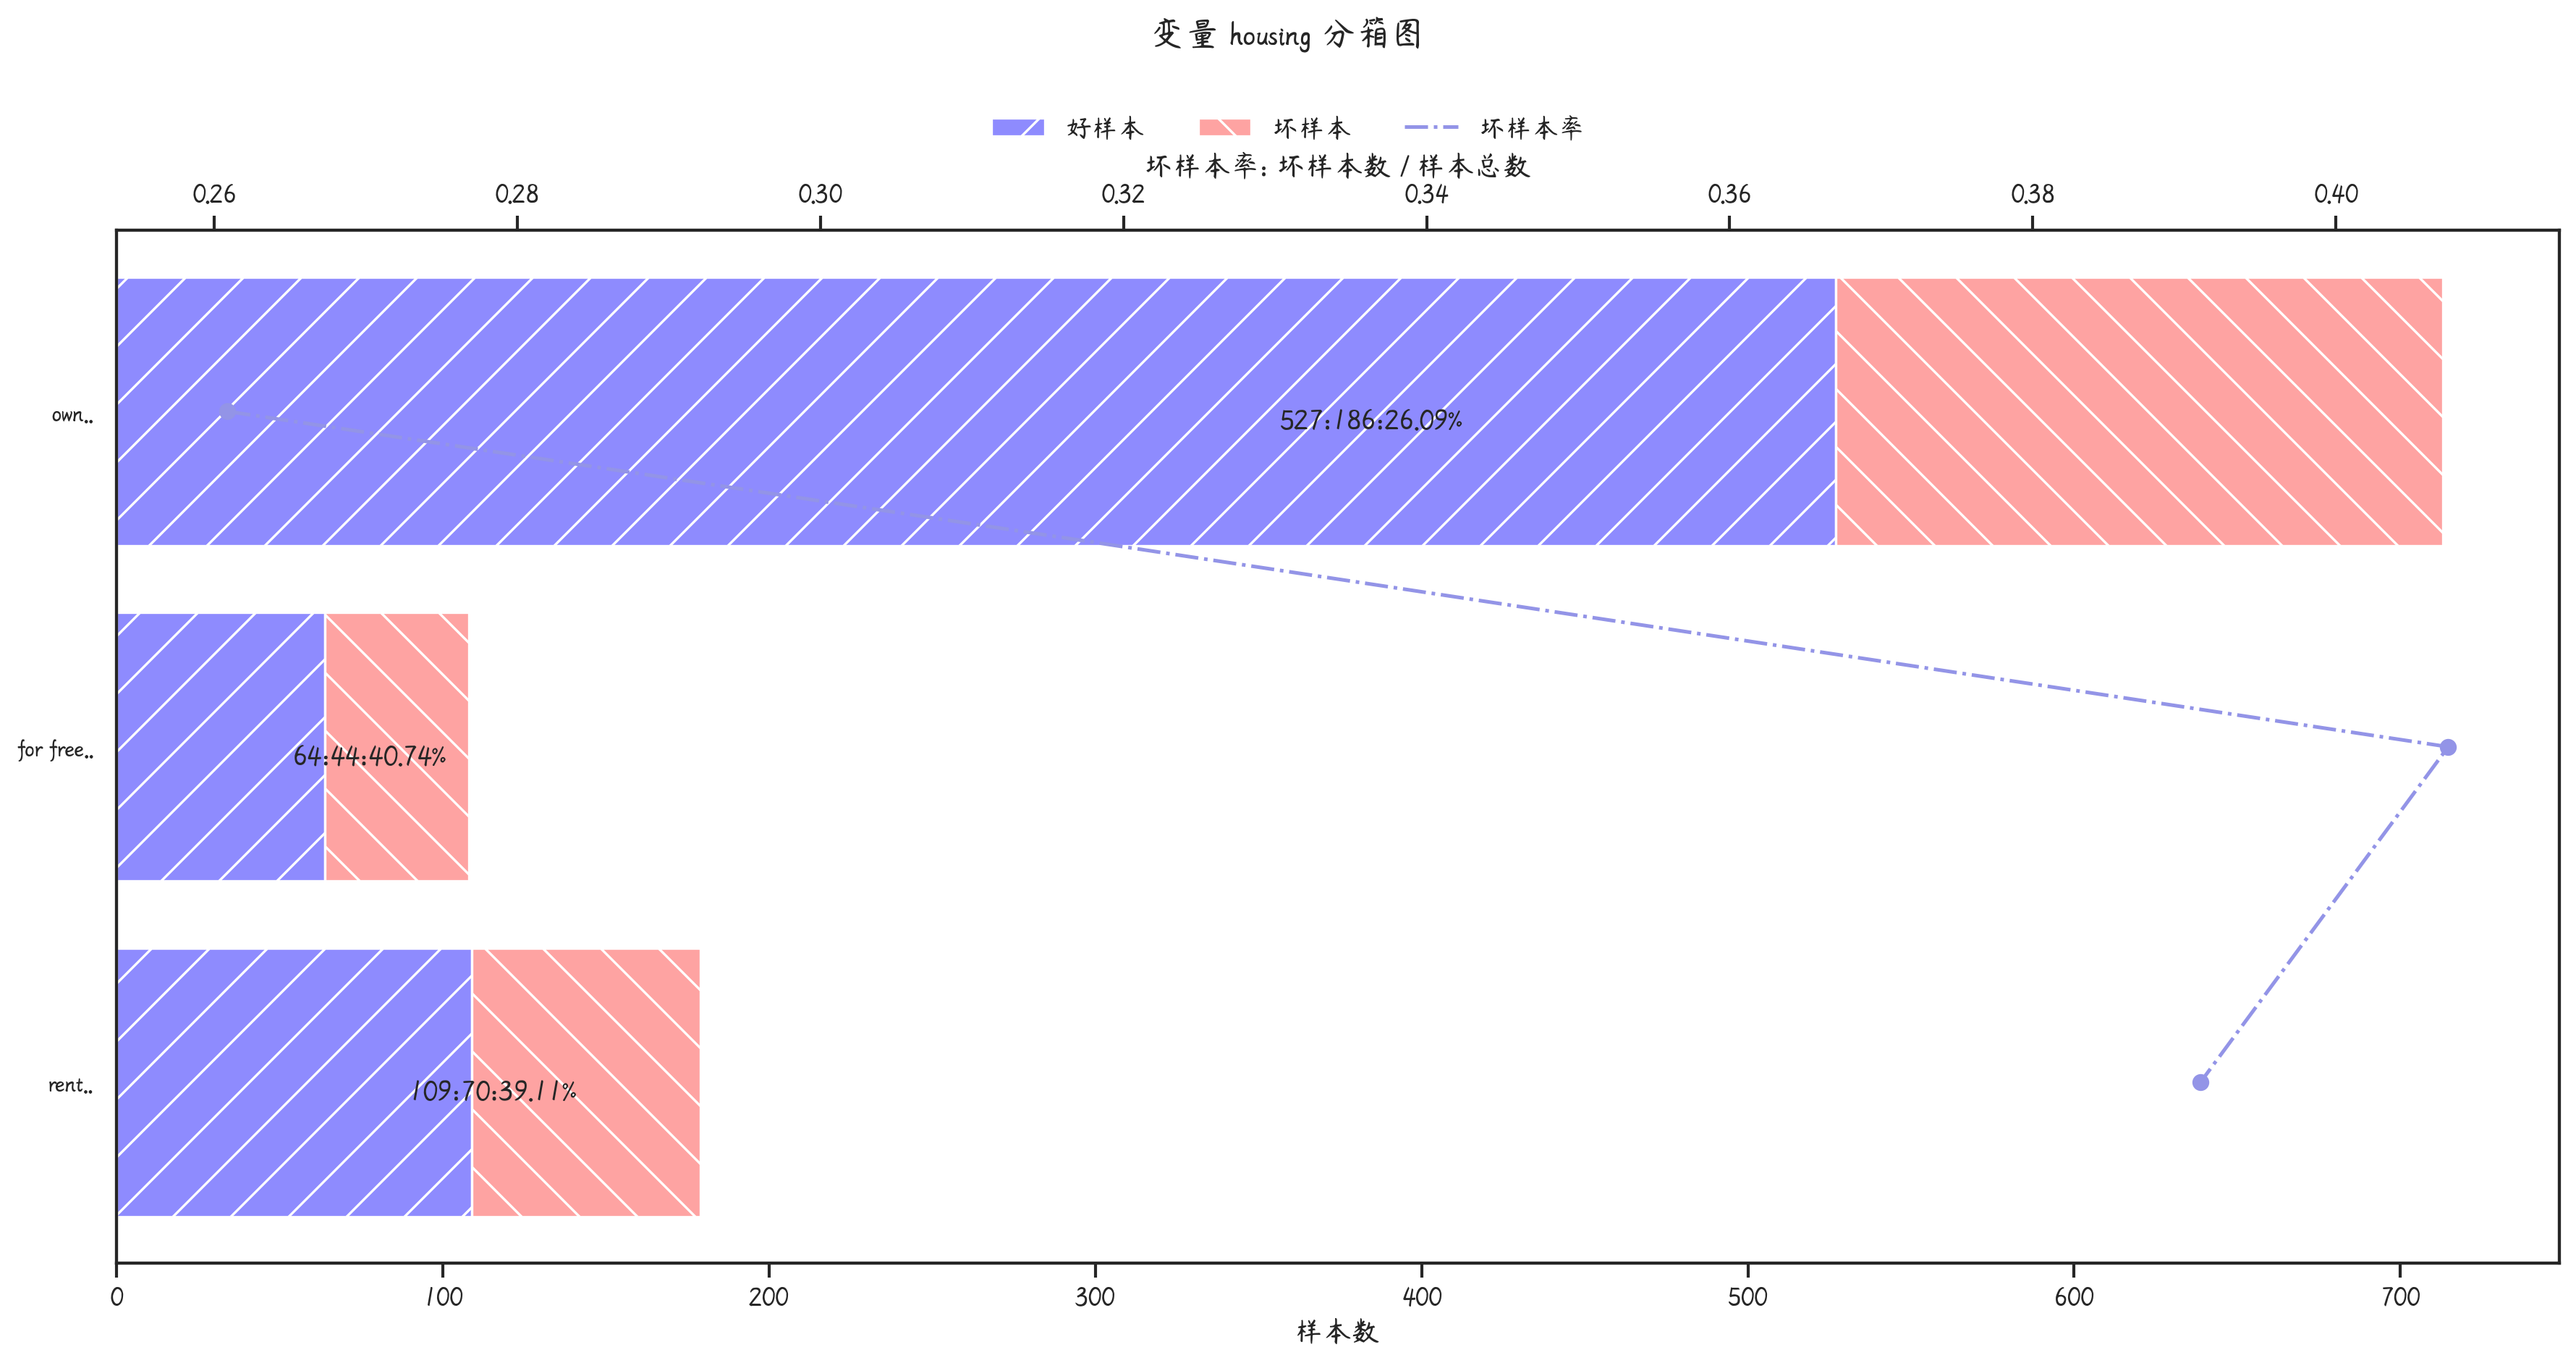 变量 housing 分箱图
好样本 坏样本 坏样本率
坏样本率: 坏样本数 / 样本总数
0.26 0.28 0.30 0.32 0.34 0.36 0.38 0.40
own..
527:186:26.09%
for free..
64:44:40.74%
rent..
109:70:39.11%
0 100 200 300 400 500 600 700
样本数